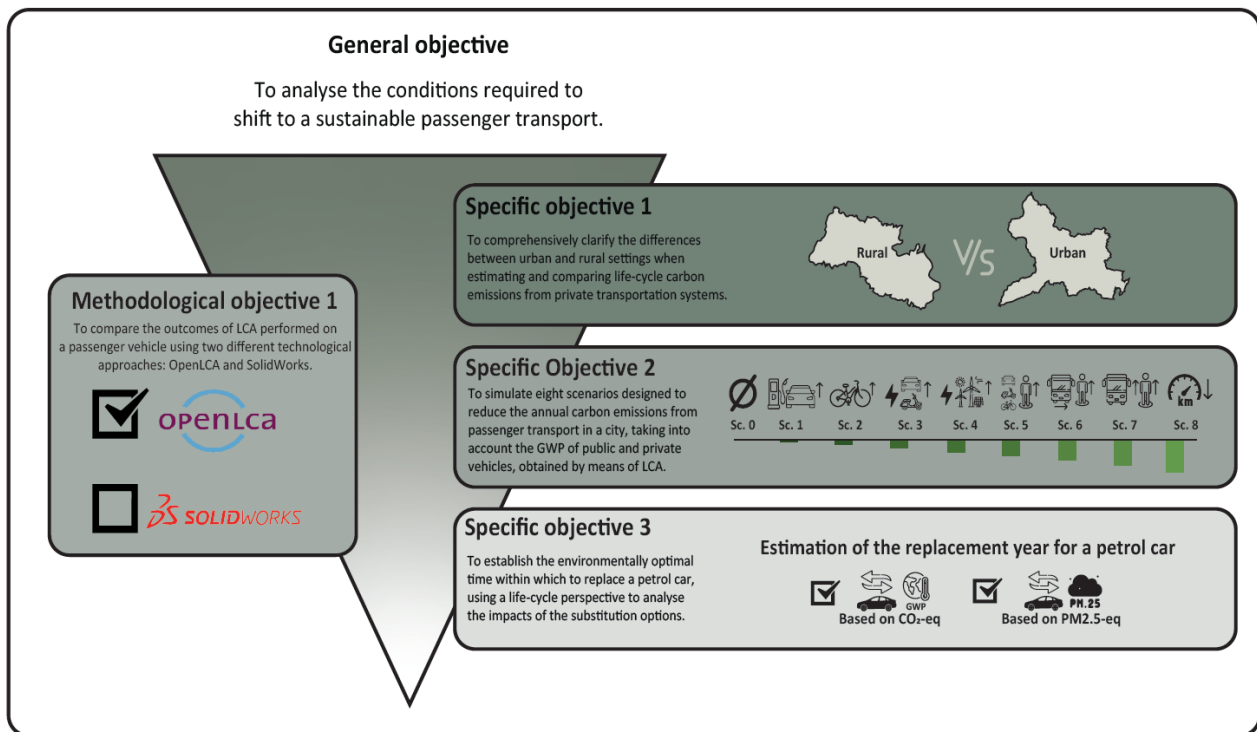 General objective
To analyse the conditions required to
shift to a sustainable passenger transport.
Specific objective 1
To comprehensively clarify the differences
between urban and rural settings when
estimating and comparing life-cycle carbon
emissions from private transportation systems.
Rural
V/S
Urban
Methodological objective 1
To compare the outcomes of LCA performed on
a passenger vehicle using two different technological
approaches: OpenLCA and SolidWorks.
openLCA
DS SOLIDWORKS
Specific Objective 2
To simulate eight scenarios designed to
reduce the annual carbon emissions from
passenger transport in a city, taking into
account the GWP of public and private
vehicles, obtained by means of LCA.
km
Sc. 0 Sc. 1 Sc. 2 Sc. 3 Sc. 4 Sc. 5 Sc. 6 Sc. 7 Sc. 8
Specific objective 3
To establish the environmentally optimal
time within which to replace a petrol car,
using a life-cycle perspective to analyse
the impacts of the substitution options.
Estimation of the replacement year for a petrol car
GWP
Based on CO₂-eq
PM.25
Based on PM2.5-eq